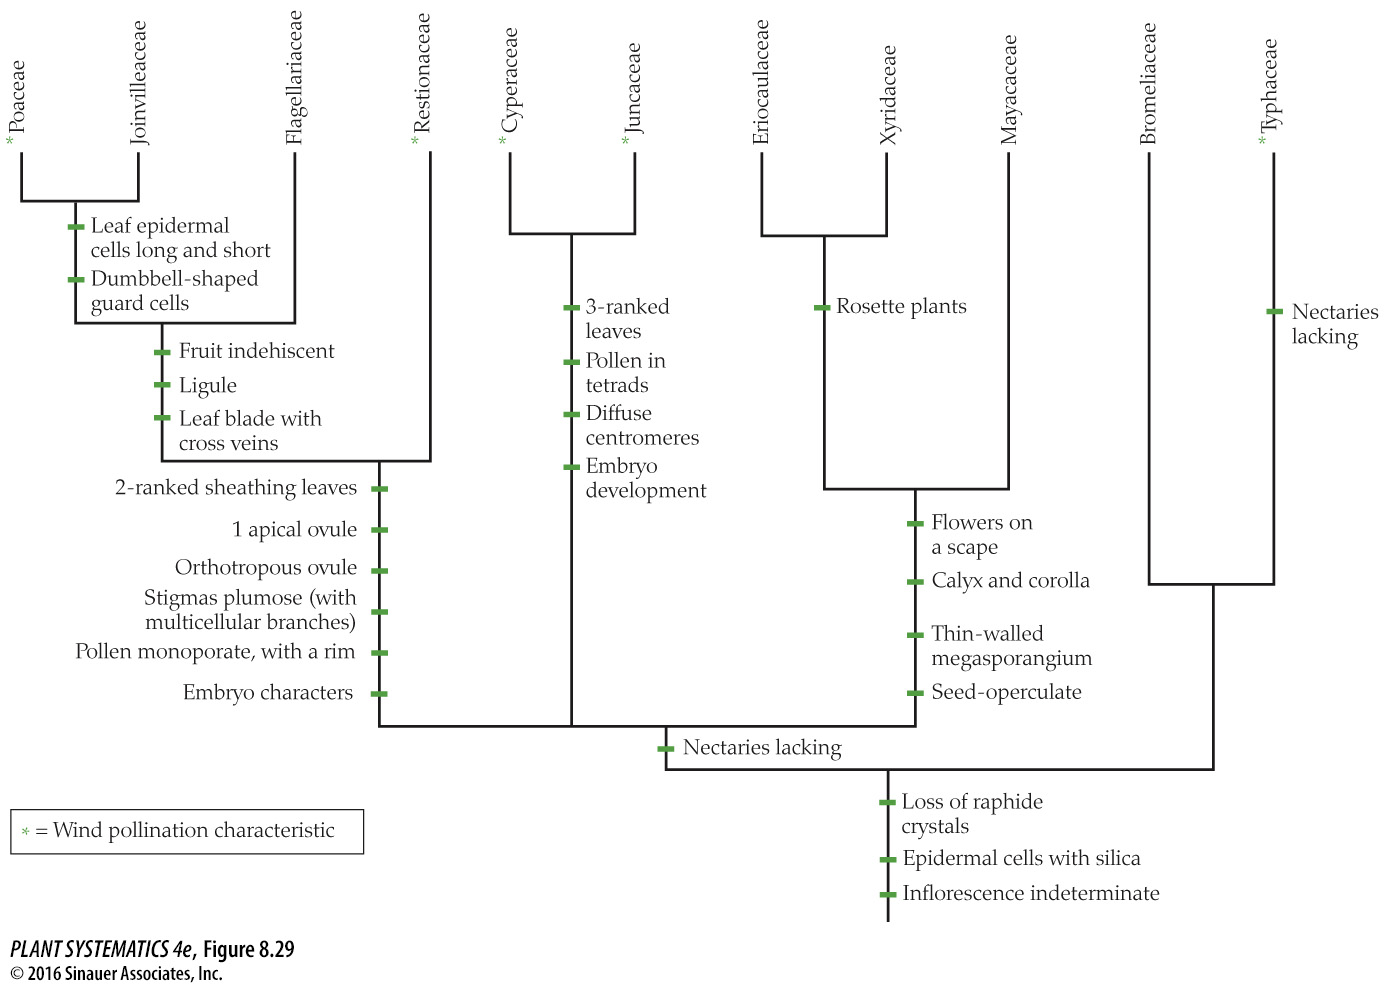 *Poaceae
Joinvilleaceae
Flagellariaceae
*Restionaceae
*Cyperaceae
*Juncaceae
Eriocaulaceae
Xyridaceae
Mayacaceae
Bromeliaceae
*Typhaceae
Leaf epidermal
cells long and short
Dumbbell-shaped
guard cells
Fruit indehiscent
Ligule
Leaf blade with
cross veins
2-ranked sheathing leaves
1 apical ovule
Orthotropous ovule
Stigmas plumose (with
multicellular branches)
Pollen monoporate, with a rim
Embryo characters
3-ranked
leaves
Pollen in
tetrads
Diffuse
centromeres
Embryo
development
Rosette plants
Flowers on
a scape
Calyx and corolla
Thin-walled
megasporangium
Seed-operculate
Nectaries
lacking
Nectaries lacking
Loss of raphide
crystals
Epidermal cells with silica
Inflorescence indeterminate
* = Wind pollination characteristic
PLANT SYSTEMATICS 4e, Figure 8.29
© 2016 Sinauer Associates, Inc.